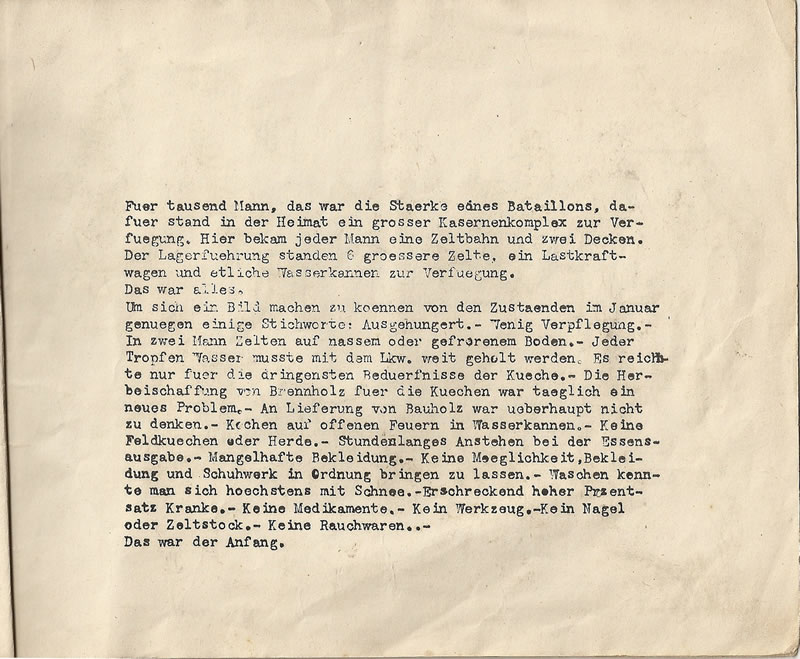 Fuer tausend Mann, das war die Staerke eines Bataillons, da-
fuer stand in der Heimat ein grosser Kasernenkomplex zur Ver-
fuegung. Hier bekam jeder Mann eine Zeltbahn und zwei Decken.
Der Lagerfuehrung standen 6 groessere Zelte, ein Lastkraft-
wagen und etliche Wasserkannen zur Verfuegung.
Das war alles.
Um sich ein Bild machen zu koennen von den Zustaenden im Januar
genuegen einige Stichworte: Ausgehungert.- Wenig Verpflegung.-
In zwei Mann Zelten auf nassem oder gefrorenem Boden.- Jeder
Tropfen Wasser musste mit dem Lkw. weit geholt werden. Es reich-
te nur fuer die dringensten Beduerfnisse der Kueche.- Die Her-
beischaffung von Brennholz fuer die Kuechen war taeglich ein
neues Problem.- An Lieferung von Bauholz war ueberhaupt nicht
zu denken.- Kochen auf offenen Feuern in Wasserkannen.- Keine
Feldkuechen oder Herde.- Stundenlanges Anstehen bei der Essens-
ausgabe.- Mangelhafte Bekleidung.- Keine Moeglichkeit,Beklei-
dung und Schuhwerk in Ordnung bringen zu lassen.- Waschen konn-
te man sich hoechstens mit Schnee.-Erschreckend hoher Prozent-
satz Kranke.- Keine Medikamente.- Kein Werkzeug.-Kein Nagel
oder Zeltstock.- Keine Rauchwaren..-
Das war der Anfang.